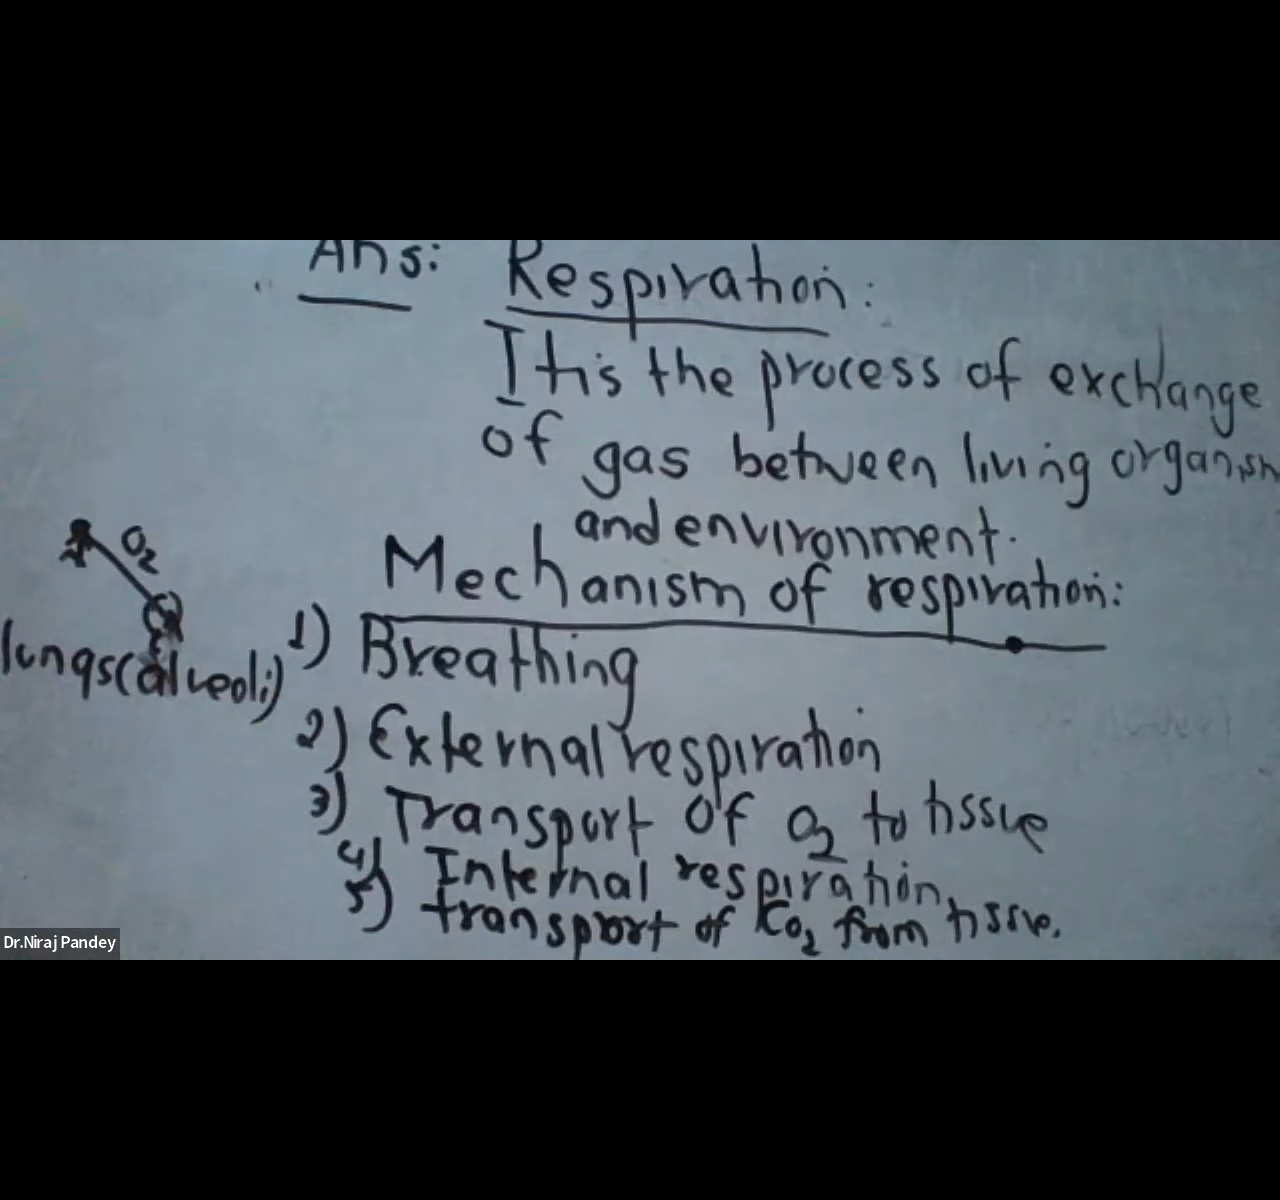 Ans: Respiration:
It is the process of exchange
of gas between living organism
and environment.
O2
Mechanism of respiration:
lungs(alveoli)
1) Breathing
2) External respiration
3) Transport of O2 to tissue
4) Internal respiration
5) transport of CO2 from tissue.
Dr.Niraj Pandey